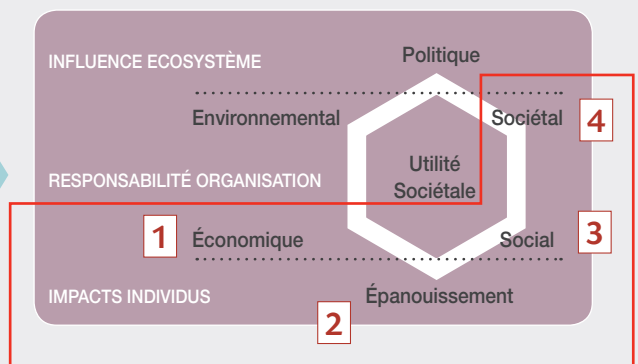 INFLUENCE ECOSYSTÈME
Politique
Environnemental
Sociétal
4
Utilité
Sociétale
RESPONSABILITÉ ORGANISATION
1
Économique
Social
3
IMPACTS INDIVIDUS
Épanouissement
2